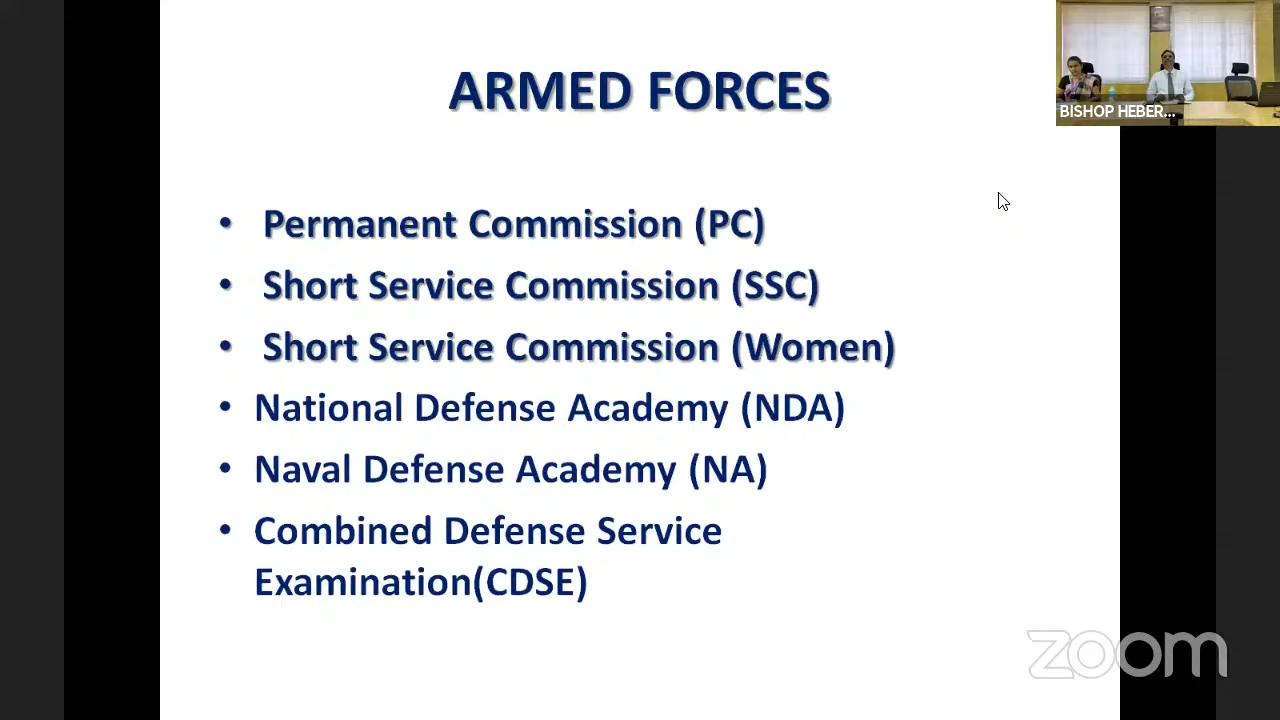 ARMED FORCES
BISHOP HEBER...
• Permanent Commission (PC)
• Short Service Commission (SSC)
• Short Service Commission (Women)
• National Defense Academy (NDA)
• Naval Defense Academy (NA)
• Combined Defense Service
Examination(CDSE)
zoom